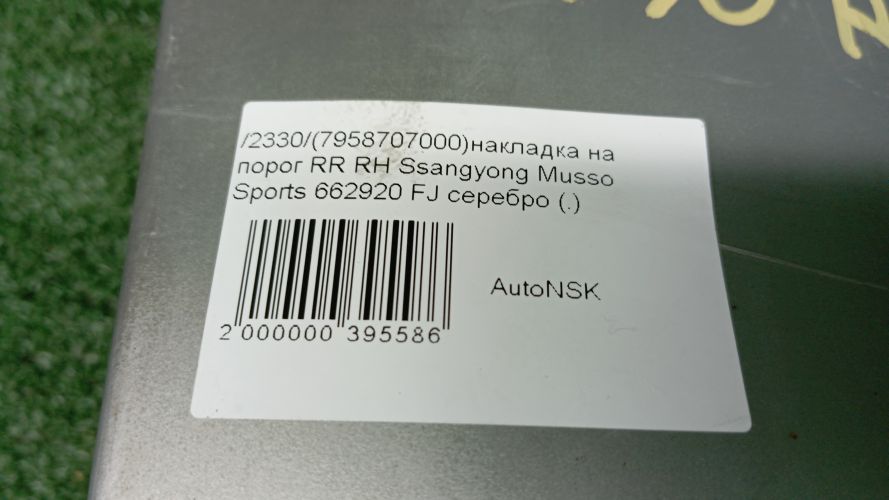 /2330/(7958707000)накладка на
порог RR RH Ssangyong Musso
Sports 662920 FJ серебро (.)
AutoNSK
2 000000 395586